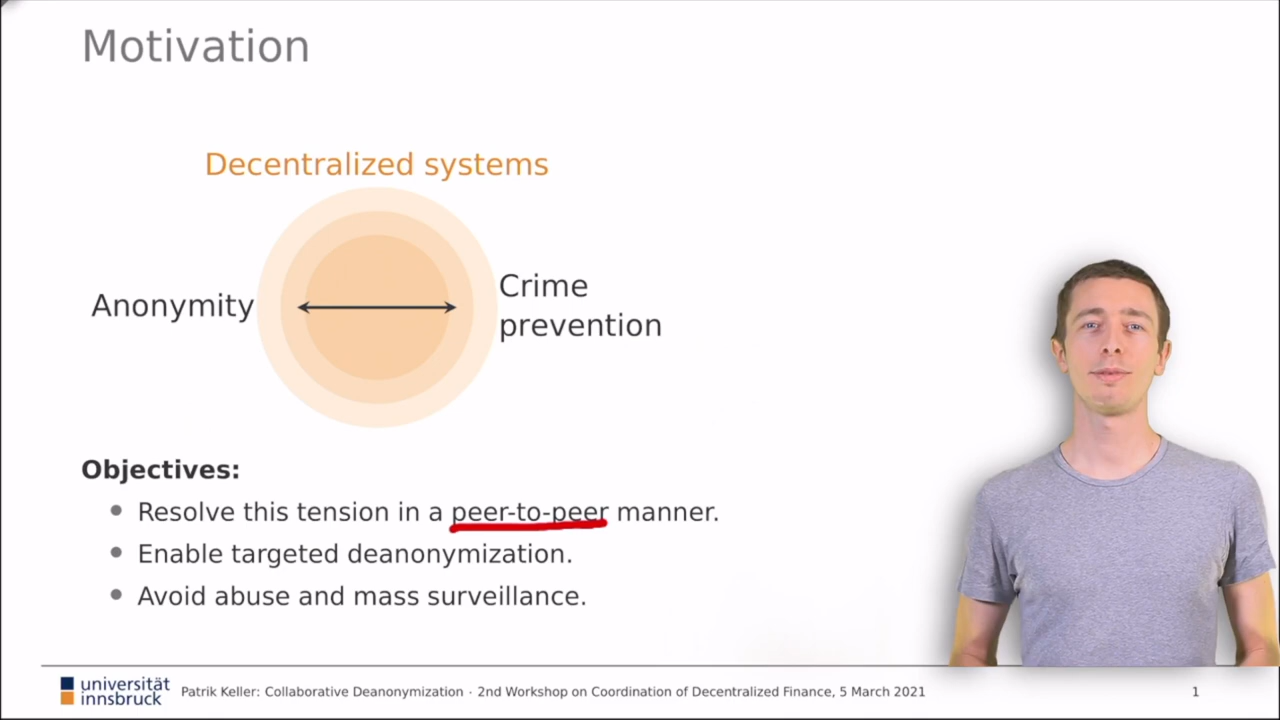 Motivation
Decentralized systems
Anonymity
Crime
prevention
Objectives:
Resolve this tension in a peer-to-peer manner.
Enable targeted deanonymization.
Avoid abuse and mass surveillance.
universität
innsbruck
Patrik Keller: Collaborative Deanonymization · 2nd Workshop on Coordination of Decentralized Finance, 5 March 2021
1